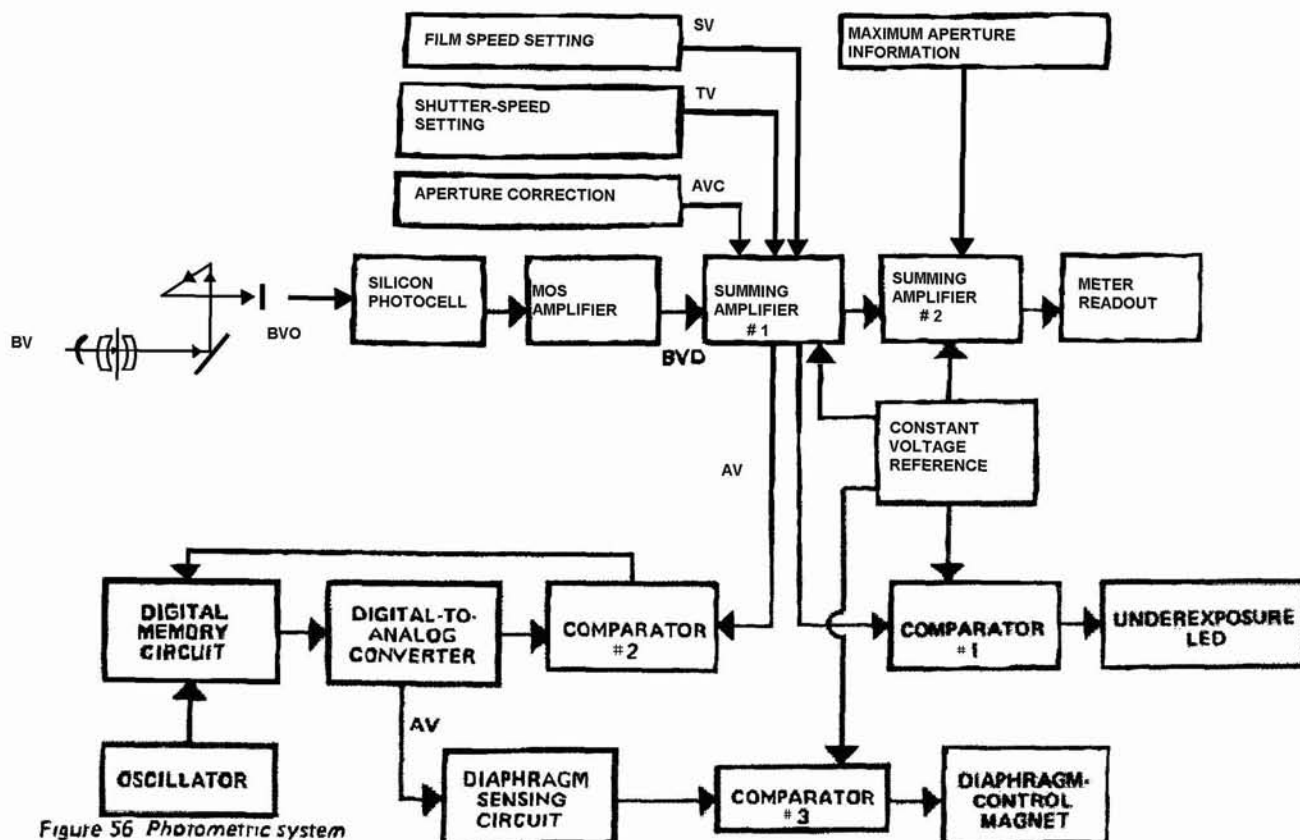 FILM SPEED SETTING
SV
MAXIMUM APERTURE
INFORMATION
SHUTTER-SPEED
SETTING
TV
APERTURE CORRECTION
AVC
BV
BVO
SILICON
PHOTOCELL
MOS
AMPLIFIER
BVD
SUMMING
AMPLIFIER
#1
SUMMING
AMPLIFIER
#2
METER
READOUT
CONSTANT
VOLTAGE
REFERENCE
AV
DIGITAL
MEMORY
CIRCUIT
DIGITAL-TO-
ANALOG
CONVERTER
COMPARATOR
#2
COMPARATOR
#1
UNDEREXPOSURE
LED
AV
OSCILLATOR
DIAPHRAGM
SENSING
CIRCUIT
COMPARATOR
#3
DIAPHRAGM-
CONTROL
MAGNET
Figure 56 Photometric system